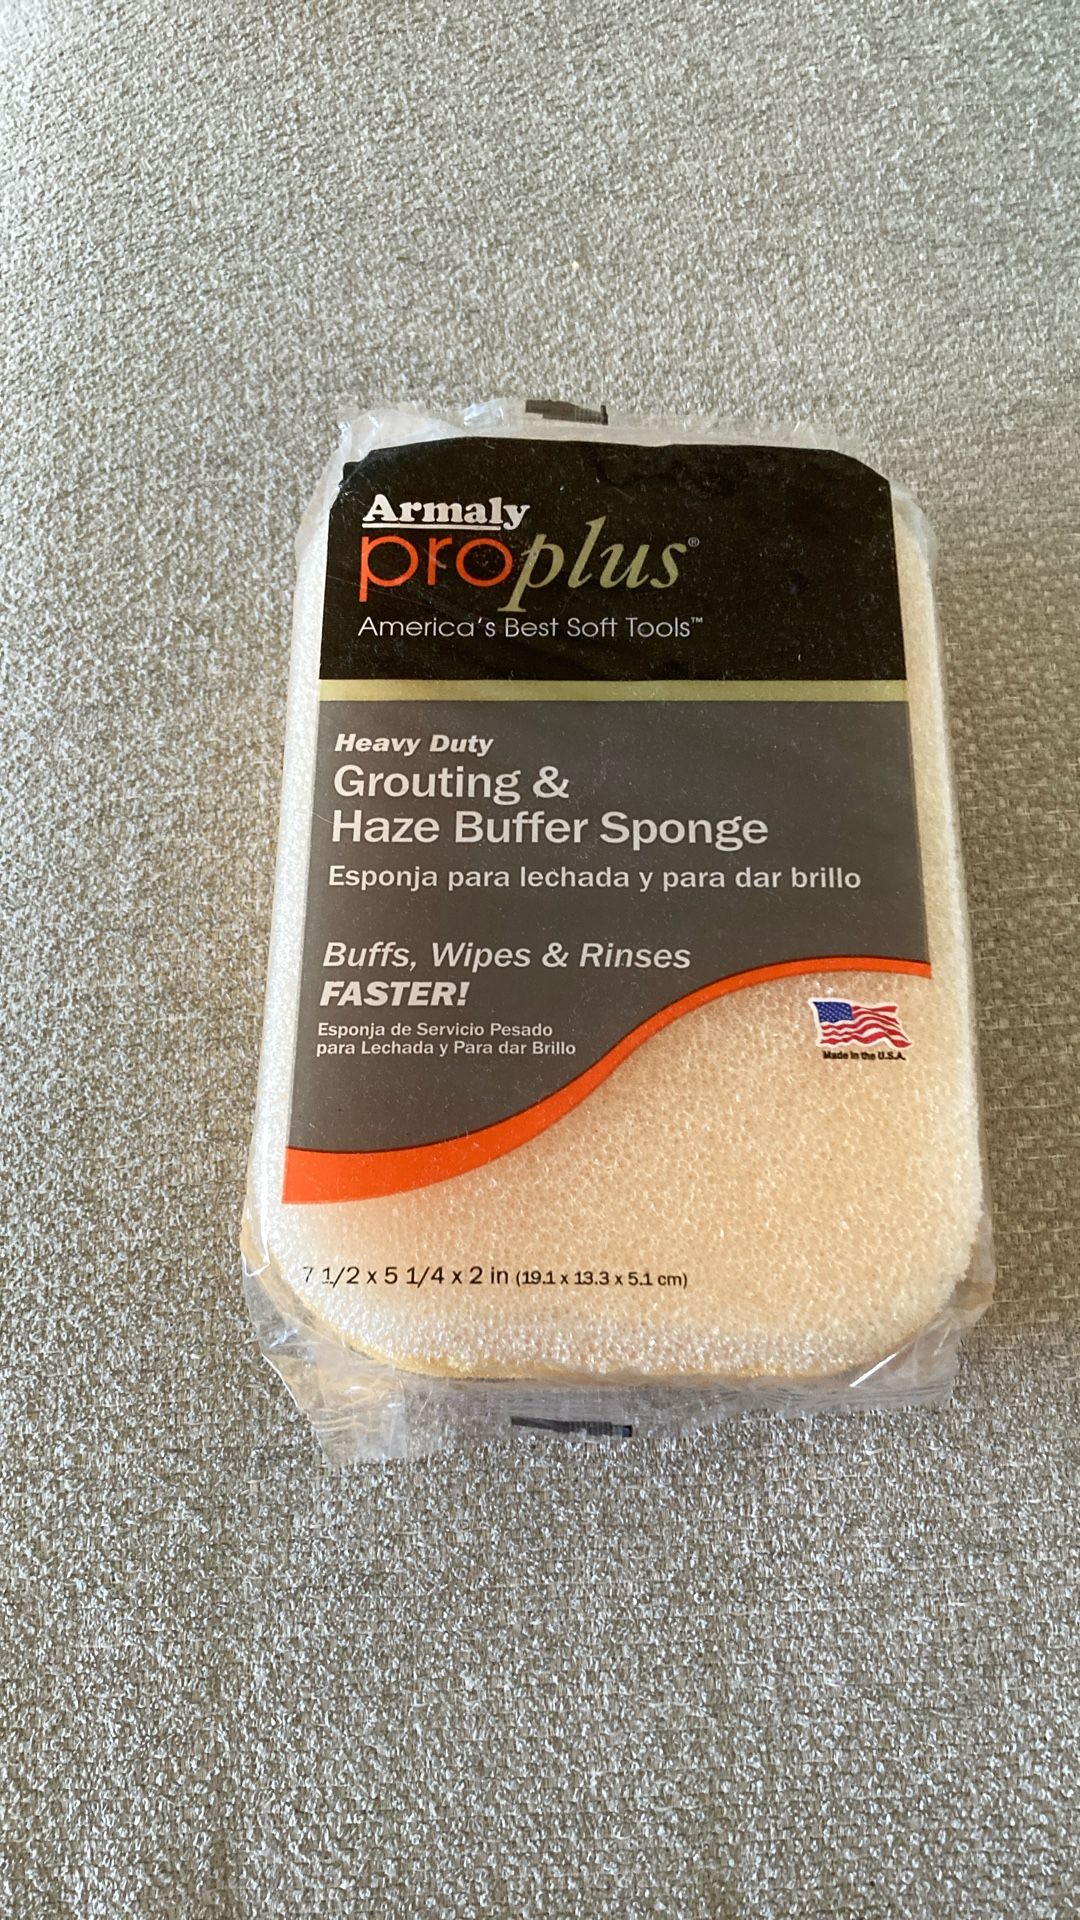 Armaly
proplus®
America's Best Soft Tools™
Heavy Duty
Grouting &
Haze Buffer Sponge
Esponja para lechada y para dar brillo
Buffs, Wipes & Rinses
FASTER!
Esponja de Servicio Pesado
para Lechada y Para dar Brillo
Made in the U.S.A.
7 1/2 x 5 1/4 x 2 in (19.1 x 13.3 x 5.1 cm)